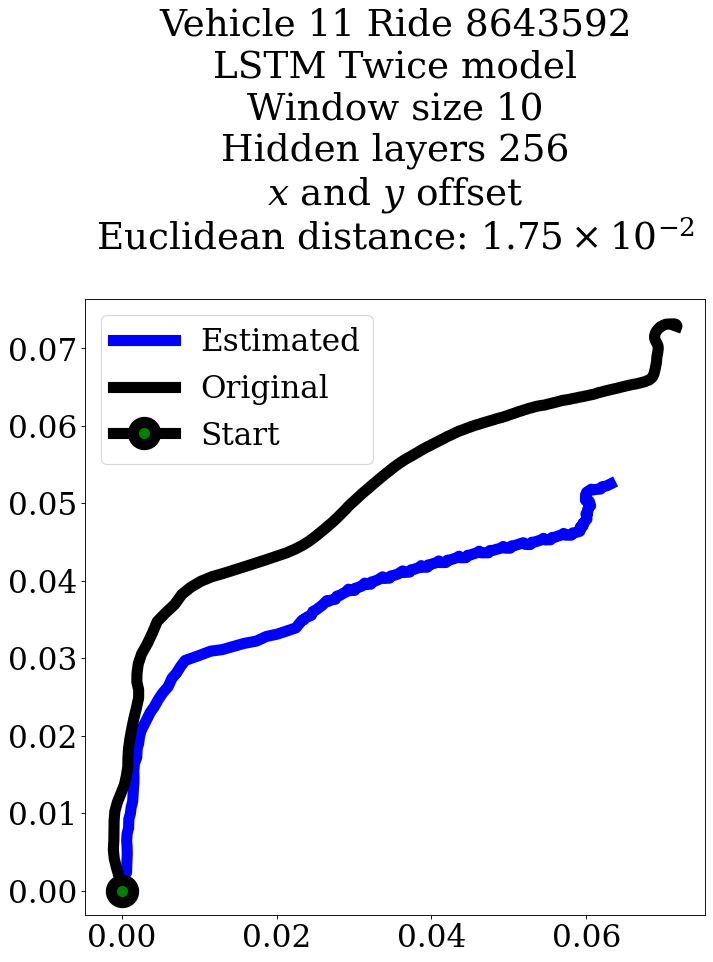 Vehicle 11 Ride 8643592
LSTM Twice model
Window size 10
Hidden layers 256
x and y offset
Euclidean distance: 1.75 × 10⁻²
Estimated
Original
Start
0.07
0.06
0.05
0.04
0.03
0.02
0.01
0.00
0.00 0.02 0.04 0.06